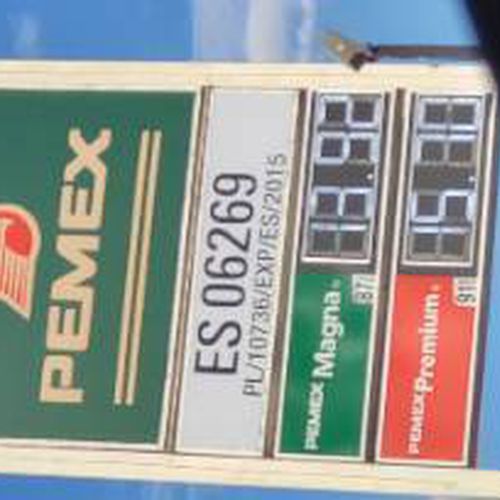 PEMEX
ES 06269
PL/10736/EXP/ES/2015
PEMEX Magna 87
PEMEX Premium 91